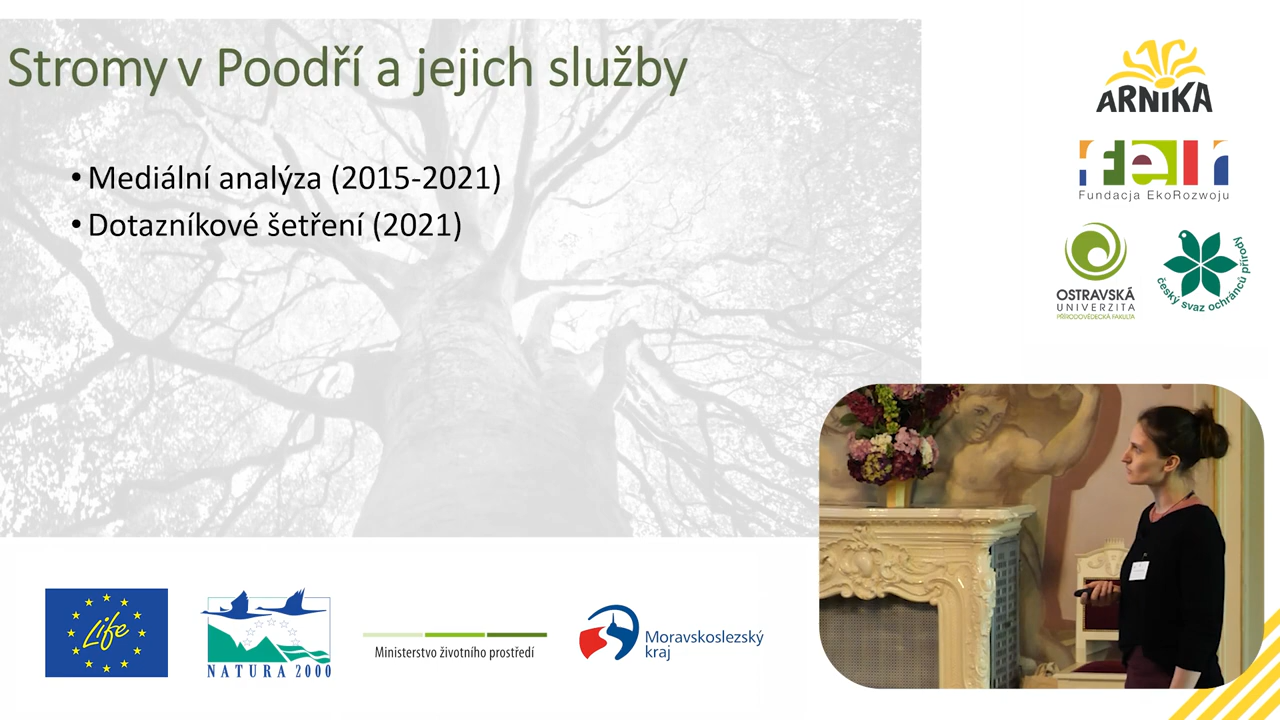 Stromy v Poodří a jejich služby
• Mediální analýza (2015-2021)
• Dotazníkové šetření (2021)
ARNIKA
feli
Fundacja EkoRozwoju
OSTRAVSKÁ
UNIVERZITA
PŘÍRODOVĚDECKÁ FAKULTA
český svaz ochránců přírody
Life
NATURA 2000
Ministerstvo životního prostředí
Moravskoslezský
kraj